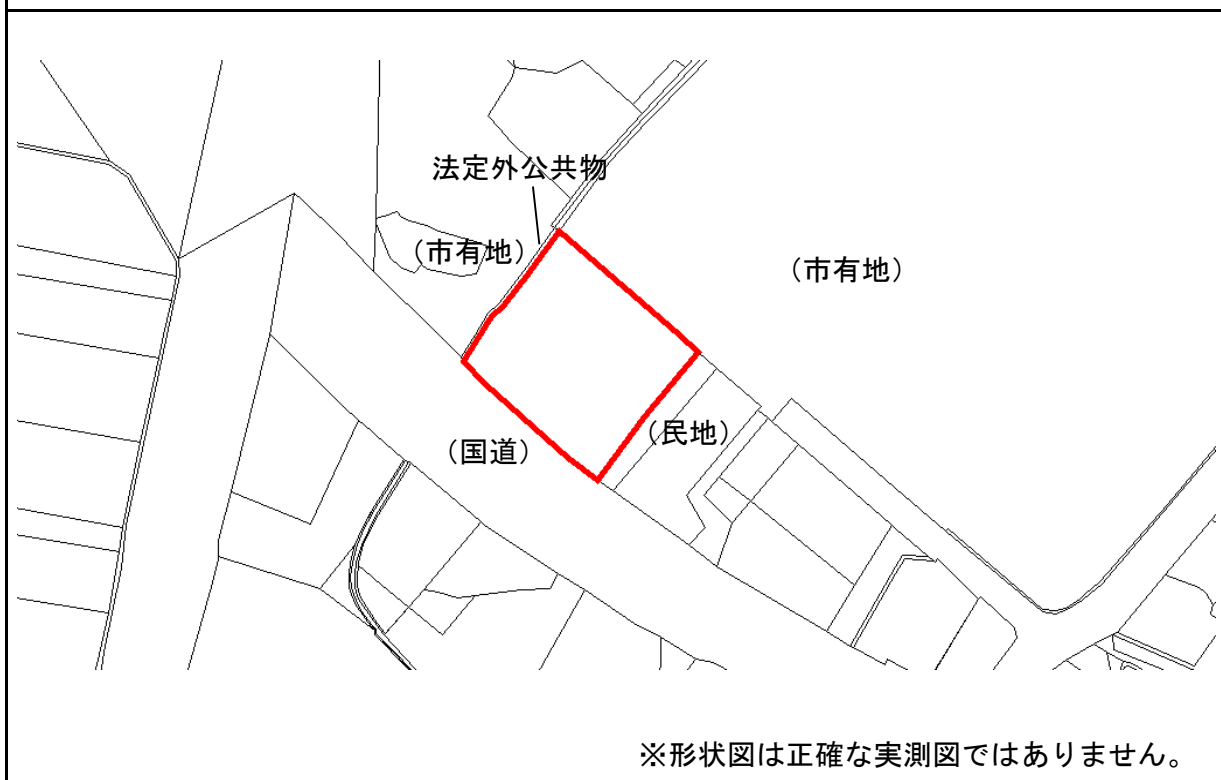 法定外公共物
（市有地）
（市有地）
（国道）
（民地）
※形状図は正確な実測図ではありません。